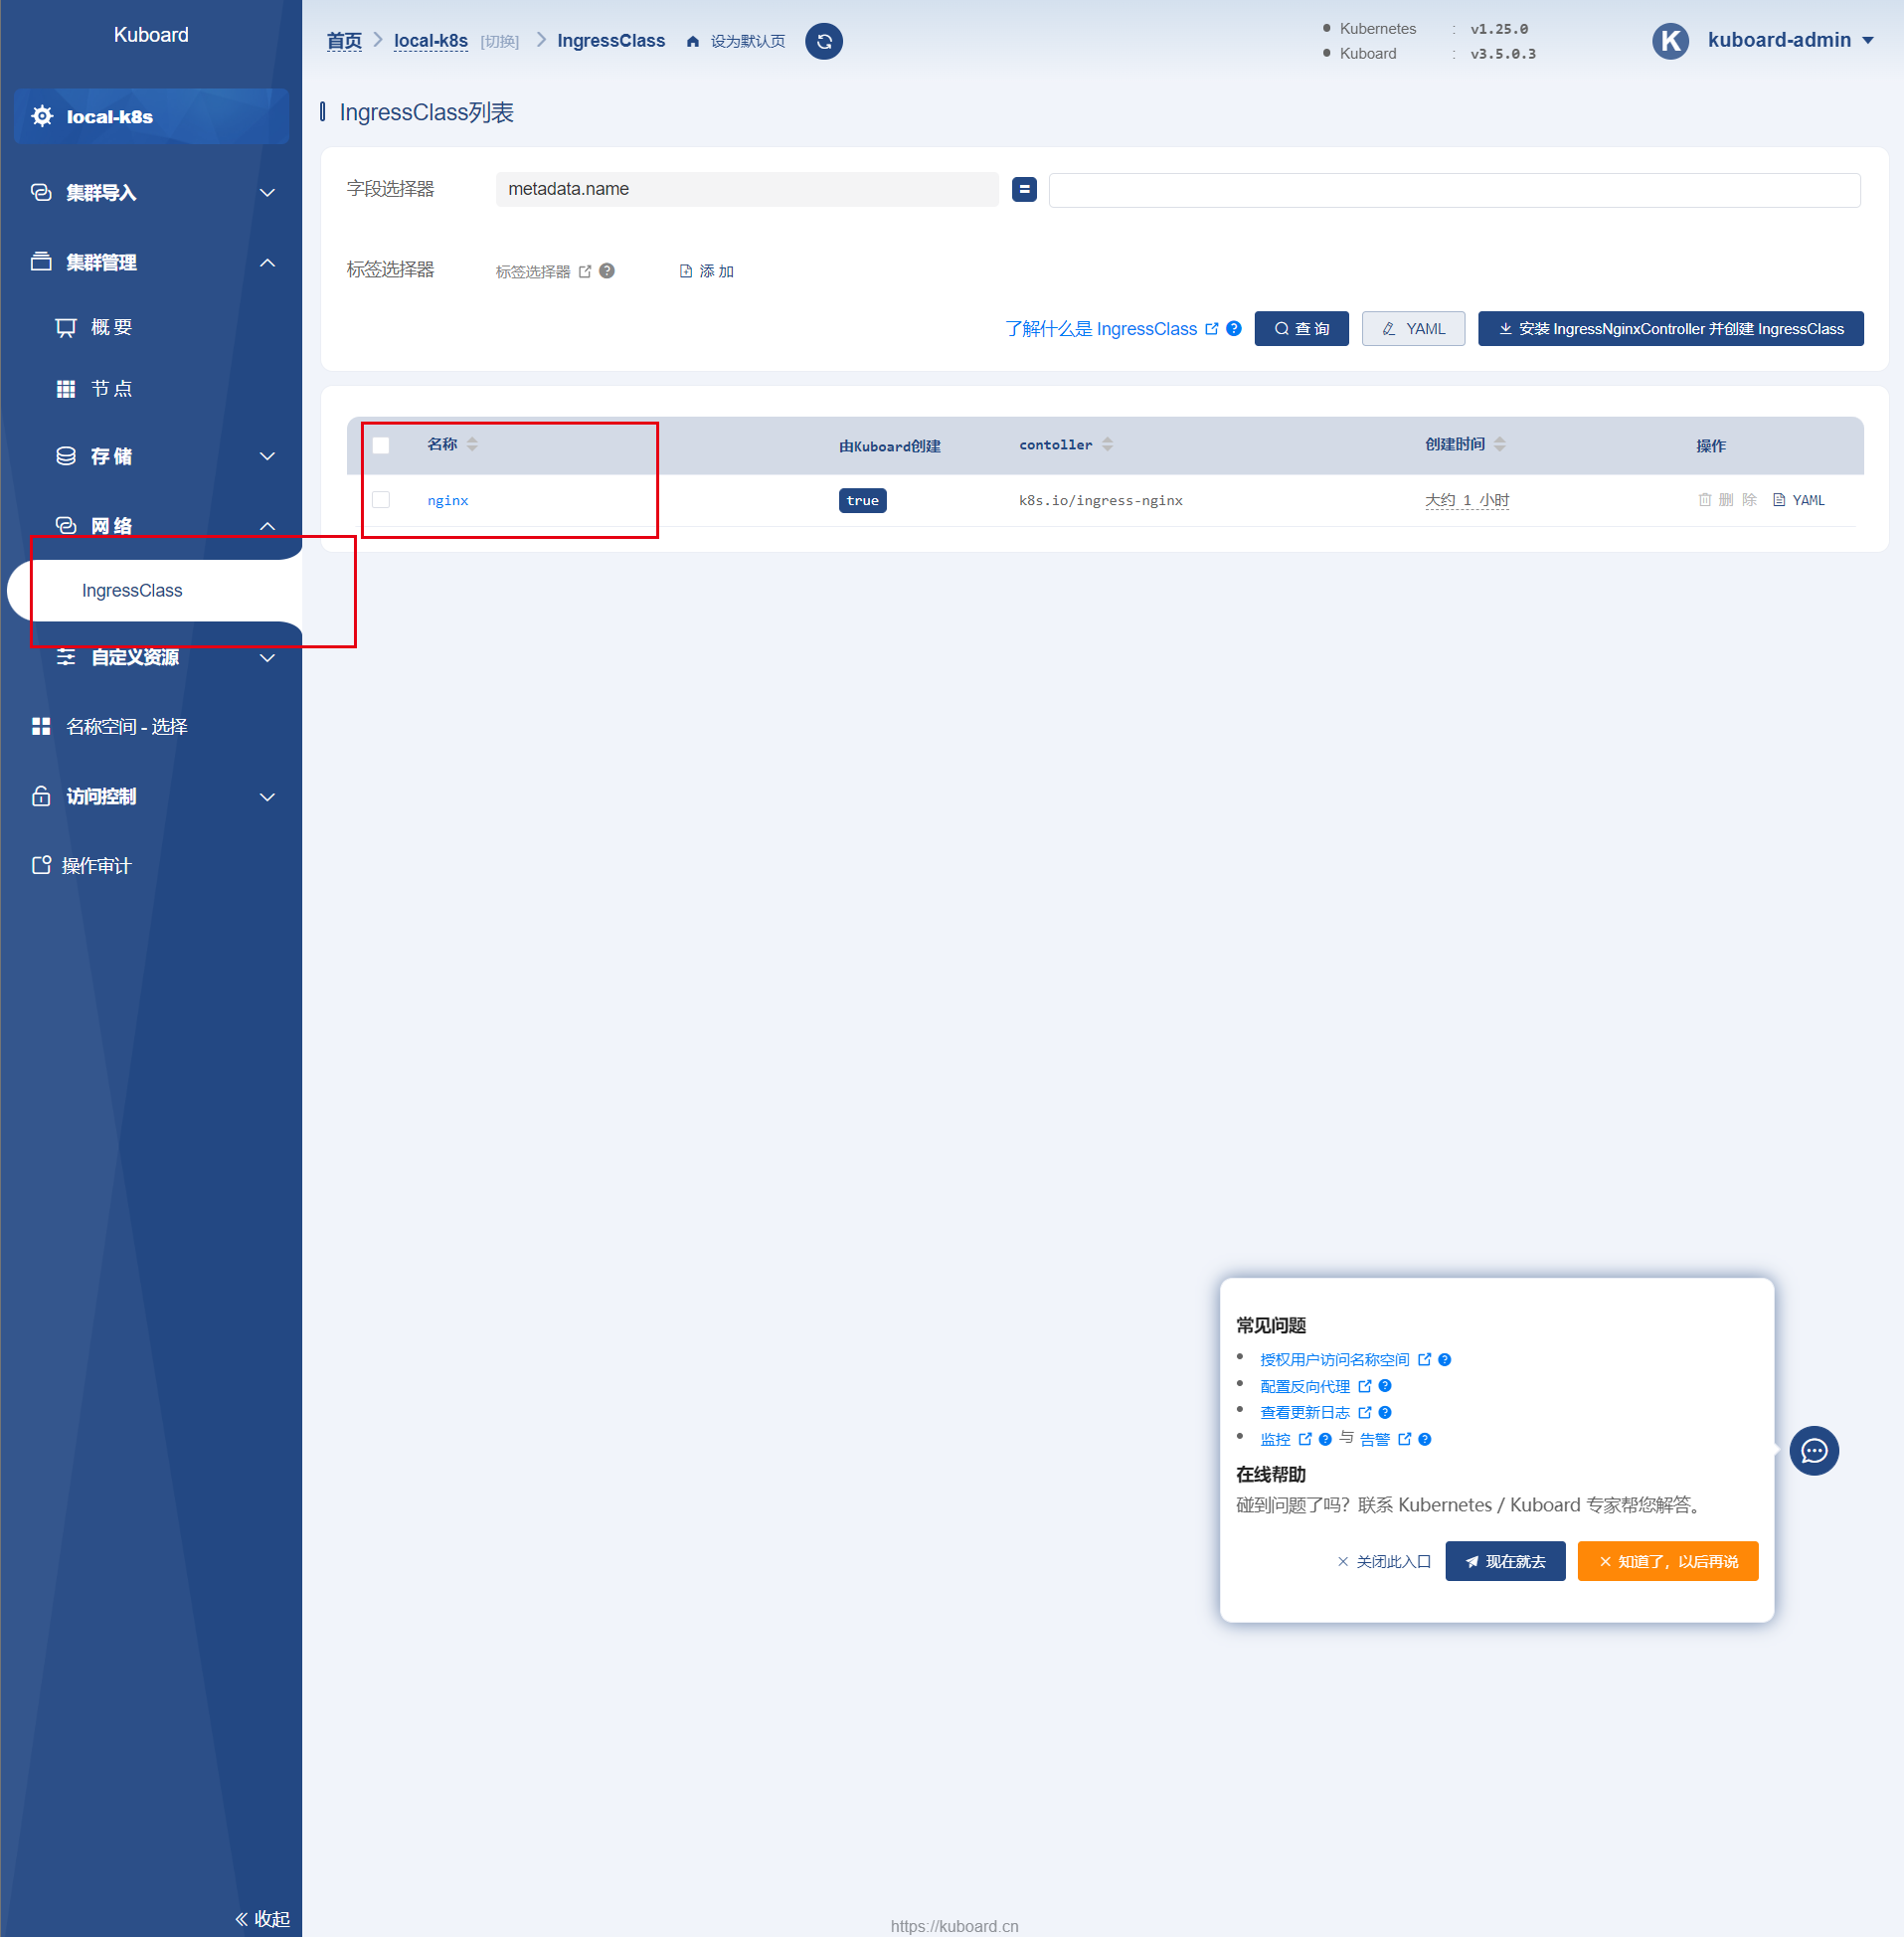 Kuboard
local-k8s
集群导入
集群管理
概 要
节 点
存 储
网 络
IngressClass
自定义资源
名称空间 - 选择
访问控制
操作审计
收起
首页 local-k8s [切换] IngressClass 设为默认页
Kubernetes : v1.25.0
Kuboard : v3.5.0.3
K kuboard-admin
IngressClass列表
字段选择器 metadata.name =
标签选择器 标签选择器 添 加
了解什么是 IngressClass 查 询 YAML 安装 IngressNginxController 并创建 IngressClass
名称 由Kuboard创建 contoller 创建时间 操作
nginx true k8s.io/ingress-nginx 大约 1 小时 删 除 YAML
常见问题
授权用户访问名称空间
配置反向代理
查看更新日志
监控 与 告警
在线帮助
碰到问题了吗？联系 Kubernetes / Kuboard 专家帮您解答。
关闭此入口 现在就去 知道了，以后再说
https://kuboard.cn